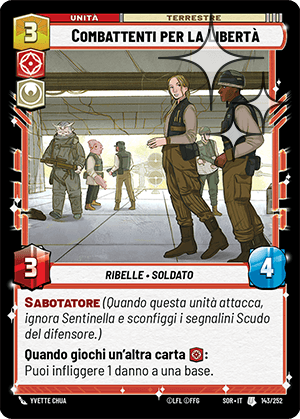 3
UNITÀ
TERRESTRE
COMBATTENTI PER LA LIBERTÀ
3
4
RIBELLE • SOLDATO
SABOTATORE (Quando questa unità attacca,
ignora Sentinella e sconfiggi i segnalini Scudo
del difensore.)
Quando giochi un'altra carta :
Puoi infliggere 1 danno a una base.
YVETTE CHUA
©LFL ©FFG
SOR • IT
143/252